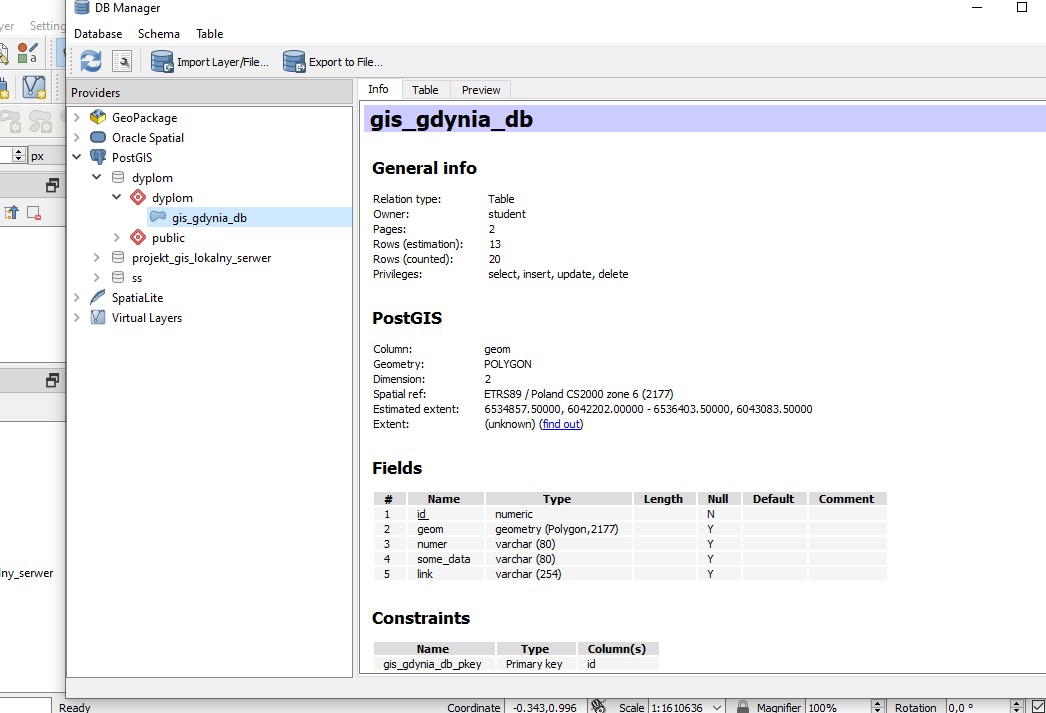 DB Manager
yer Setting
Database Schema Table
Import Layer/File... Export to File...
Providers
Info Table Preview
GeoPackage
Oracle Spatial
PostGIS
dyplom
dyplom
gis_gdynia_db
public
projekt_gis_lokalny_serwer
ss
SpatiaLite
Virtual Layers
px
ny_serwer
gis_gdynia_db
General info
Relation type: Table
Owner: student
Pages: 2
Rows (estimation): 13
Rows (counted): 20
Privileges: select, insert, update, delete
PostGIS
Column: geom
Geometry: POLYGON
Dimension: 2
Spatial ref: ETRS89 / Poland CS2000 zone 6 (2177)
Estimated extent: 6534857.50000, 6042202.00000 - 6536403.50000, 6043083.50000
Extent: (unknown) (find out)
Fields
# Name Type Length Null Default Comment
1 id numeric N
2 geom geometry (Polygon,2177) Y
3 numer varchar (80) Y
4 some_data varchar (80) Y
5 link varchar (254) Y
Constraints
Name Type Column(s)
gis_gdynia_db_pkey Primary key id
Ready Coordinate -0.343,0.996 Scale 1:1610636 Magnifier 100% Rotation 0,0 °